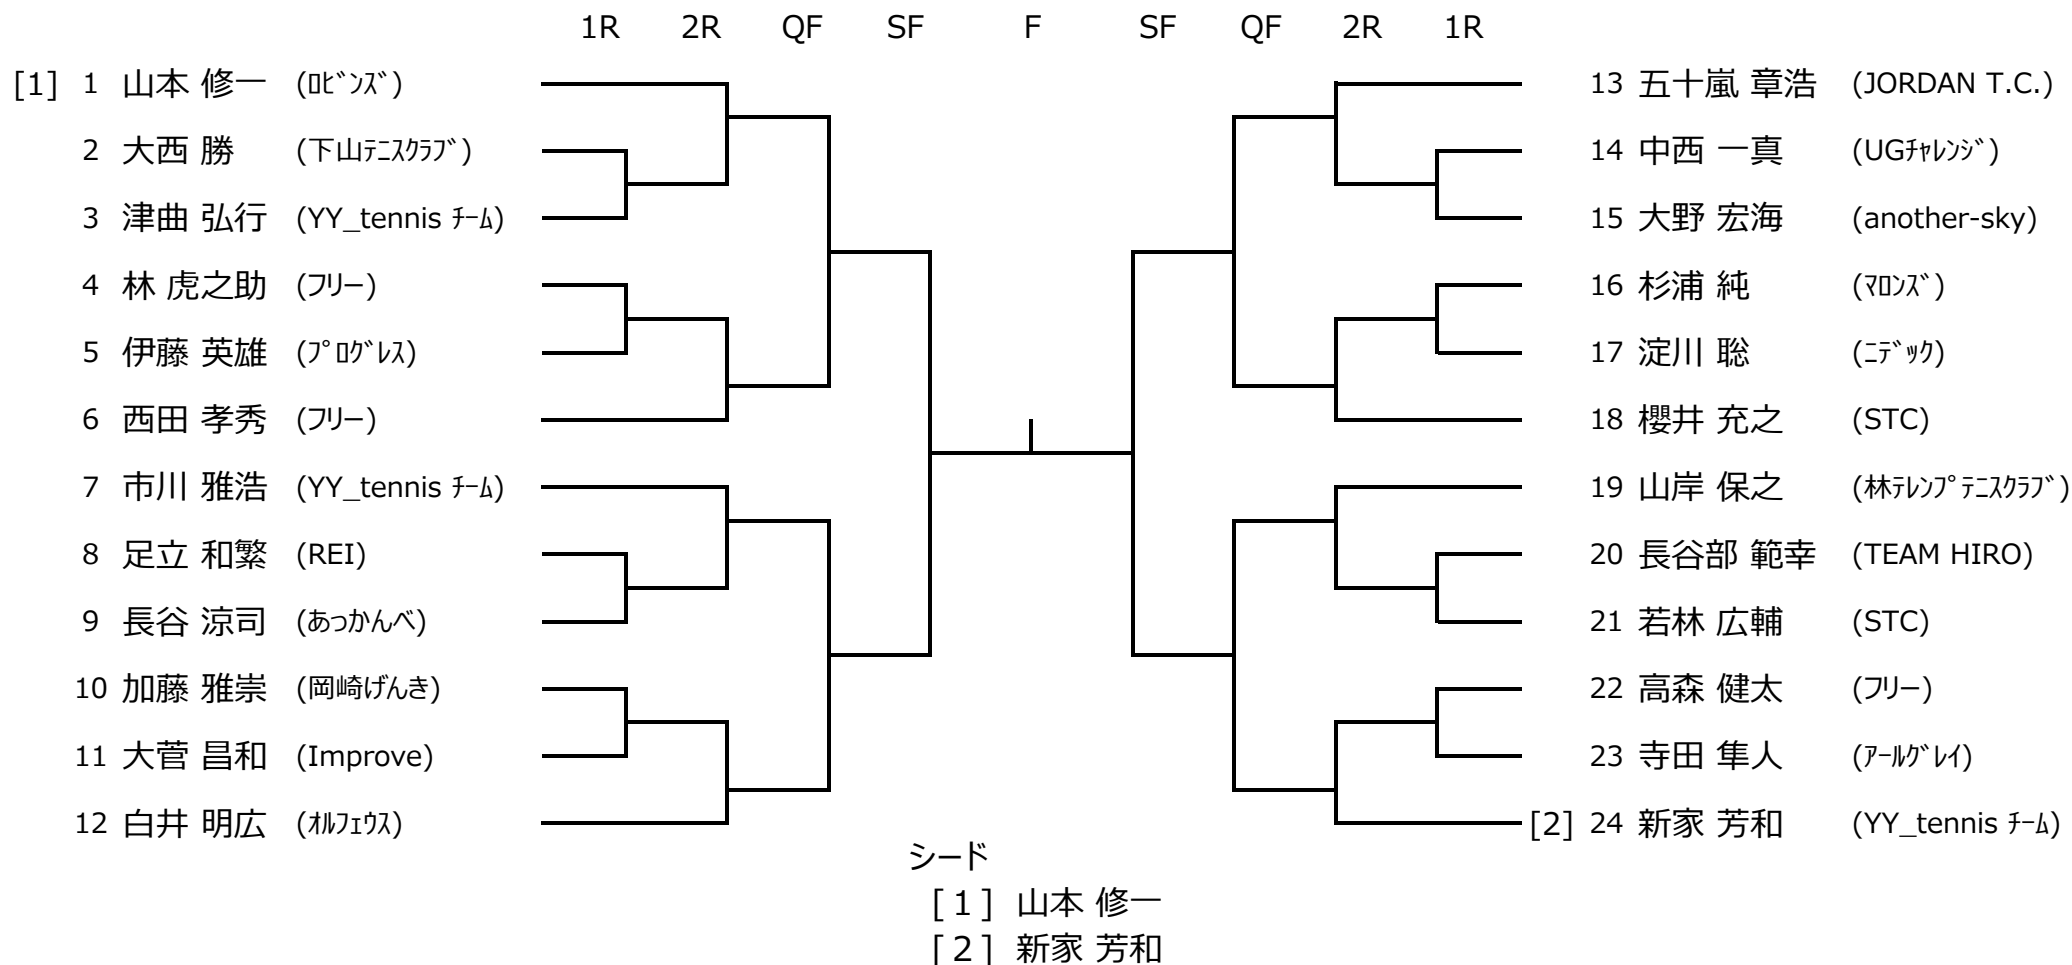 1R 2R QF SF F SF QF 2R 1R
[1] 1 山本 修一 (ﾛﾋﾞﾝｽﾞ)
2 大西 勝 (下山ﾃﾆｽｸﾗﾌﾞ)
3 津曲 弘行 (YY_tennis ﾁｰﾑ)
4 林 虎之助 (フリー)
5 伊藤 英雄 (ﾌﾟﾛｸﾞﾚｽ)
6 西田 孝秀 (フリー)
7 市川 雅浩 (YY_tennis ﾁｰﾑ)
8 足立 和繁 (REI)
9 長谷 涼司 (あっかんべ)
10 加藤 雅崇 (岡崎げんき)
11 大菅 昌和 (Improve)
12 白井 明広 (ｵﾙﾌｪｳｽ)
13 五十嵐 章浩 (JORDAN T.C.)
14 中西 一真 (UGﾁｬﾚﾝｼﾞ)
15 大野 宏海 (another-sky)
16 杉浦 純 (ﾏﾛﾝｽﾞ)
17 淀川 聡 (ﾆﾃﾞｯｸ)
18 櫻井 充之 (STC)
19 山岸 保之 (林ﾃﾚﾝﾌﾟﾃﾆｽｸﾗﾌﾞ)
20 長谷部 範幸 (TEAM HIRO)
21 若林 広輔 (STC)
22 高森 健太 (フリー)
23 寺田 隼人 (ｱｰﾙｸﾞﾚｲ)
[2] 24 新家 芳和 (YY_tennis ﾁｰﾑ)
シード
[１] 山本 修一
[２] 新家 芳和